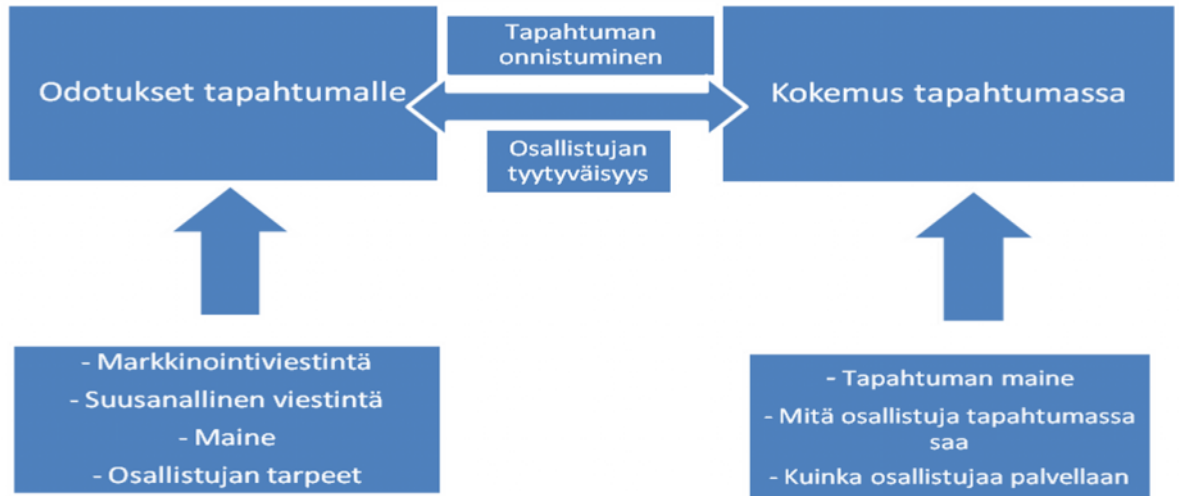 Odotukset tapahtumalle
Tapahtuman
onnistuminen
Osallistujan
tyytyväisyys
Kokemus tapahtumassa
- Markkinointiviestintä
- Suusanallinen viestintä
- Maine
- Osallistujan tarpeet
- Tapahtuman maine
- Mitä osallistuja tapahtumassa
saa
- Kuinka osallistujaa palvellaan